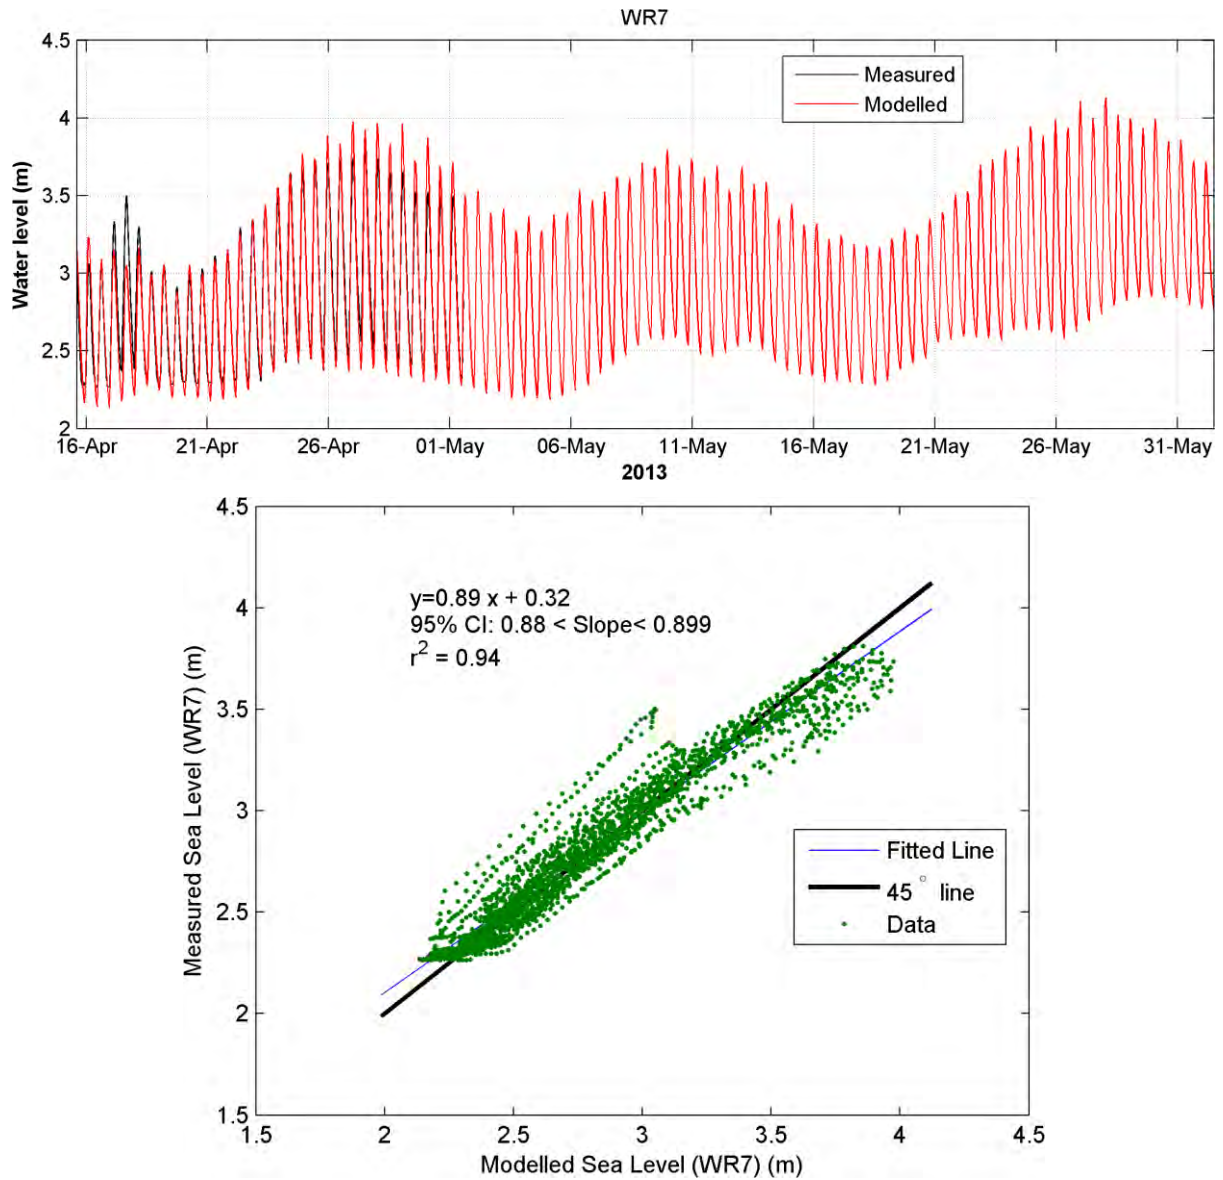 WR7
4.5
4
3.5
3
2.5
2
Water level (m)
Measured
Modelled
16-Apr 21-Apr 26-Apr 01-May 06-May 11-May 16-May 21-May 26-May 31-May
2013
4.5
4
3.5
3
2.5
2
1.5
Measured Sea Level (WR7) (m)
y=0.89 x + 0.32
95% CI: 0.88 < Slope< 0.899
r² = 0.94
Fitted Line
45° line
Data
1.5 2 2.5 3 3.5 4 4.5
Modelled Sea Level (WR7) (m)